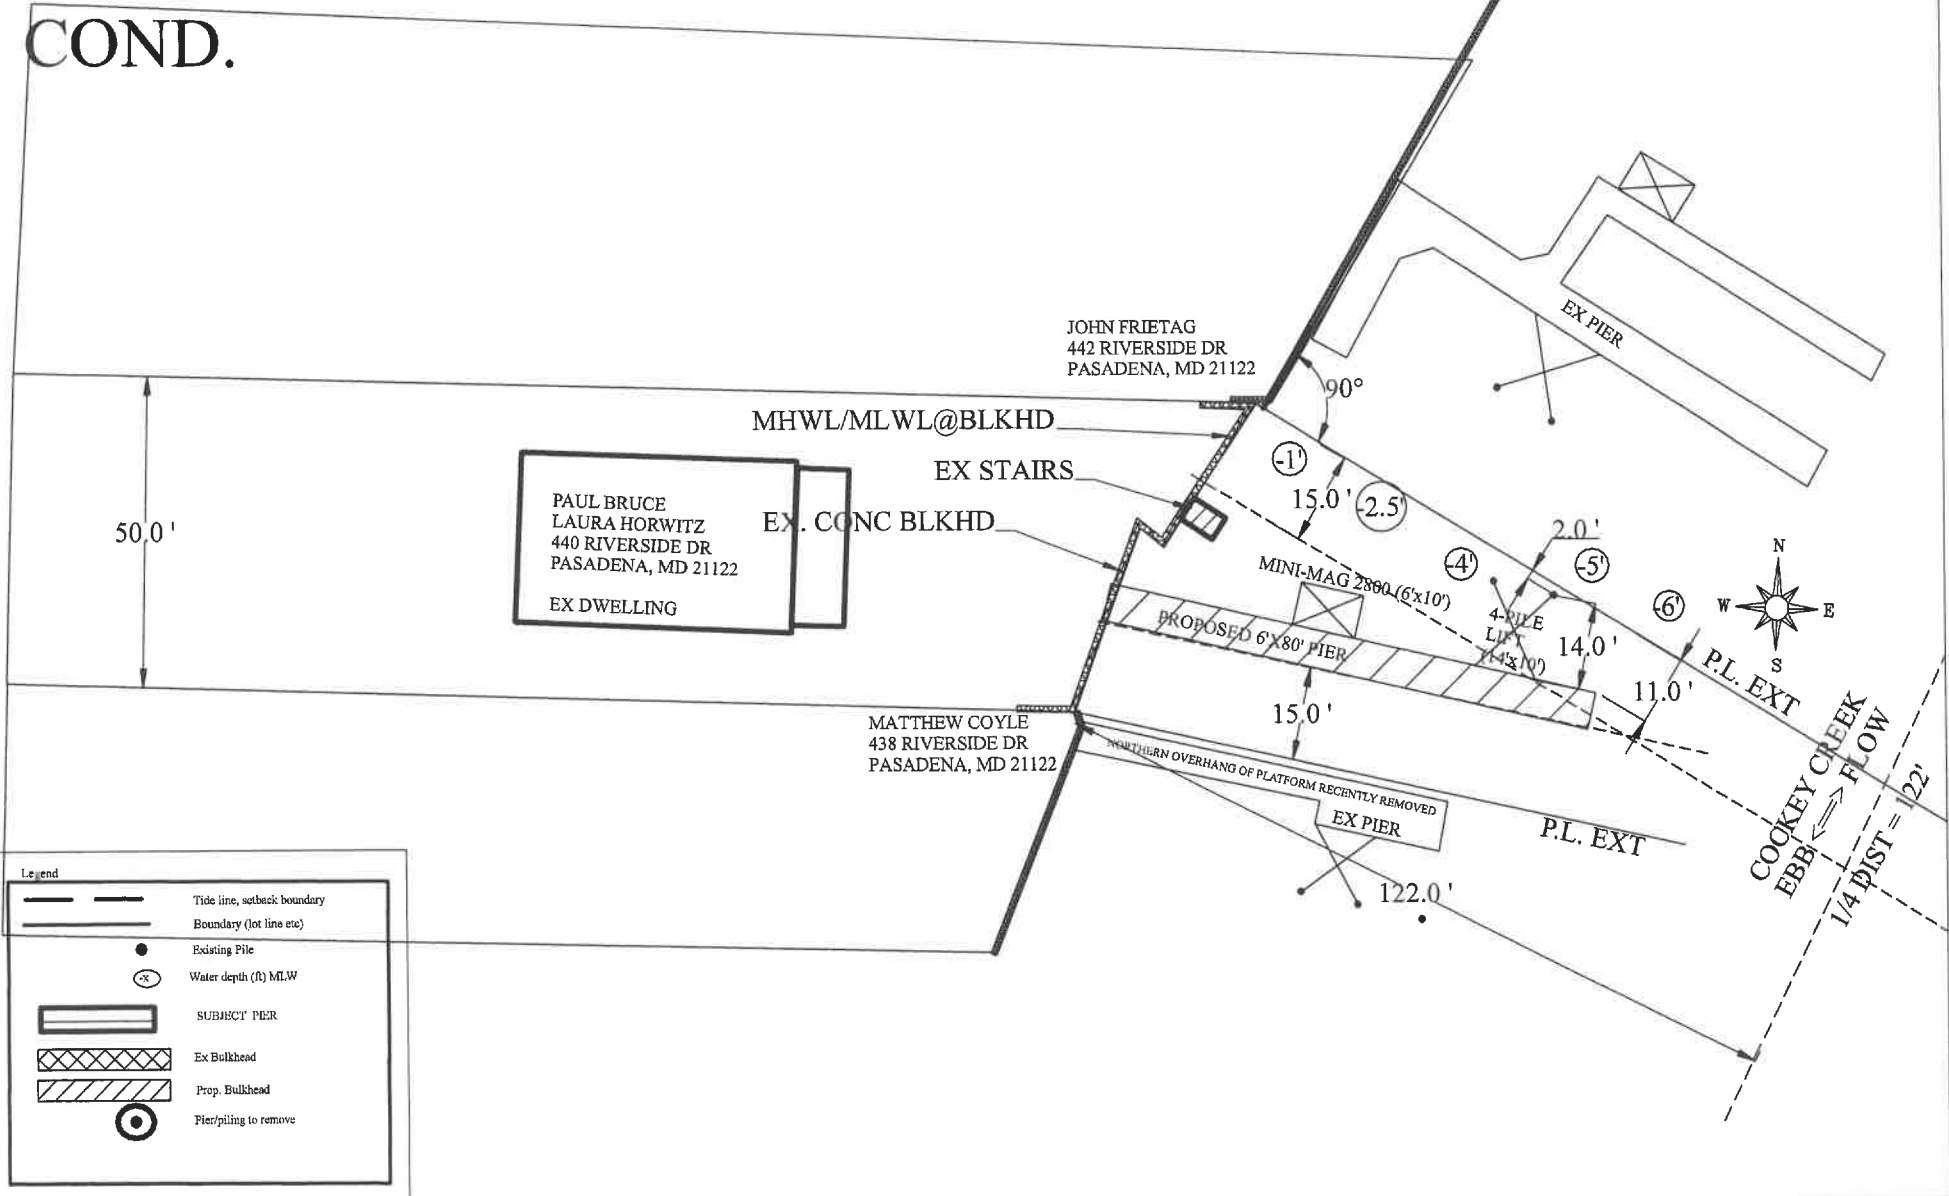 COND.
JOHN FRIETAG
442 RIVERSIDE DR
PASADENA, MD 21122
EX PIER
90°
MHWL/MLWL@BLKHD
EX STAIRS
EX. CONC BLKHD
50.0 '
PAUL BRUCE
LAURA HORWITZ
440 RIVERSIDE DR
PASADENA, MD 21122
EX DWELLING
-1'
15.0 '
-2.5'
2.0 '
-4'
-5'
-6'
N
W
E
S
MINI-MAG 2800 (6'x10')
4-PILE
LIFT
(14'x10')
14.0 '
PROPOSED 6'X80' PIER
P.L. EXT
11.0 '
15.0 '
MATTHEW COYLE
438 RIVERSIDE DR
PASADENA, MD 21122
NORTHERN OVERHANG OF PLATFORM RECENTLY REMOVED
EX PIER
P.L. EXT
122.0 '
COOKEY CREEK
EBB FLOW
1/4 DIST = 122'
Legend
Tide line, setback boundary
Boundary (lot line etc)
Existing Pile
-x Water depth (ft) MLW
SUBJECT PIER
Ex Bulkhead
Prop. Bulkhead
Pier/piling to remove